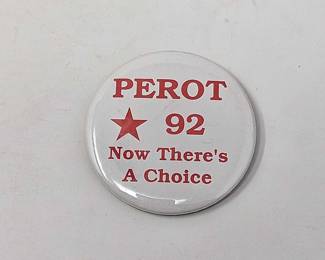 PEROT
★ 92
Now There's
A Choice